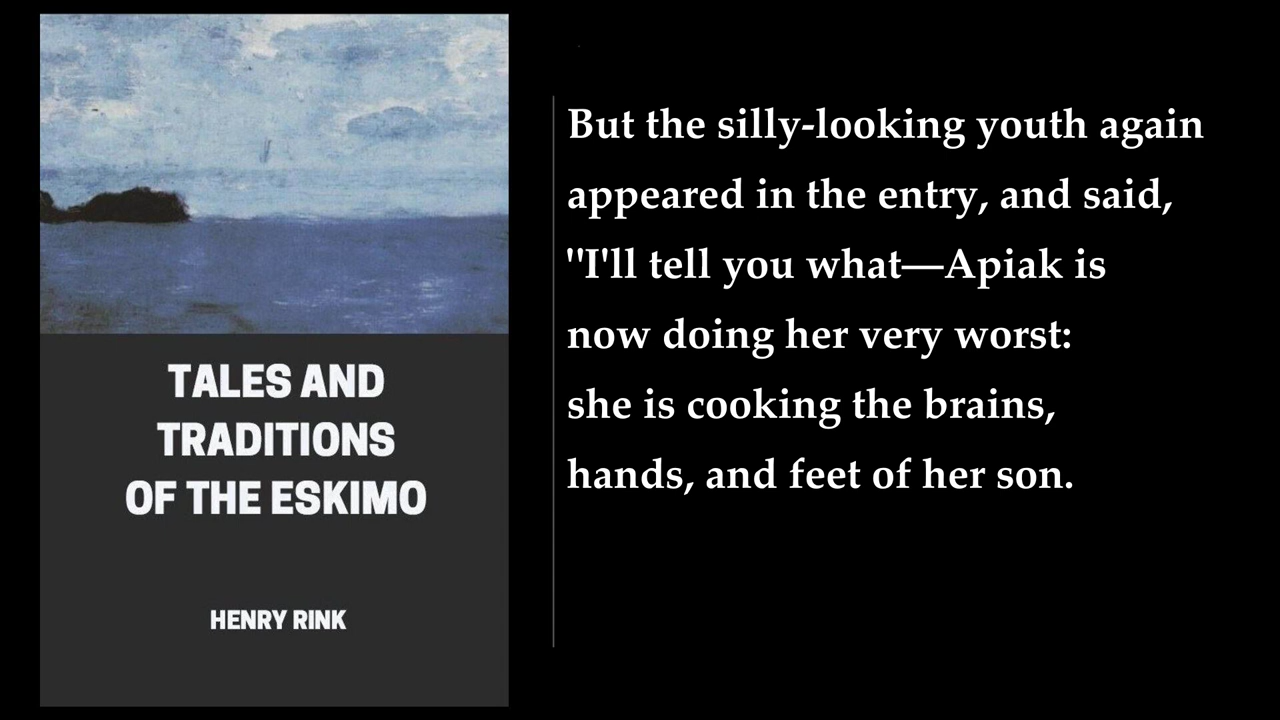 TALES AND
TRADITIONS
OF THE ESKIMO
HENRY RINK
But the silly-looking youth again
appeared in the entry, and said,
"I'll tell you what—Apiak is
now doing her very worst:
she is cooking the brains,
hands, and feet of her son.